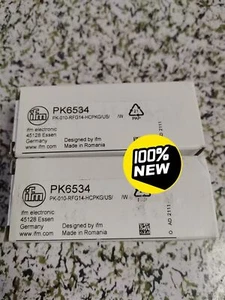 ifm
PK6534
PK-010-RFG14-HCPKG/US/ /W
ifm electronic
45128 Essen
Germany
www.ifm.com
Designed by ifm
Made in Romania
100%
NEW
ifm
PK6534
PK-010-RFG14-HCPKG/US/ /W
ifm electronic
45128 Essen
Germany
www.ifm.com
Designed by ifm
Made in Romania
AD 2111